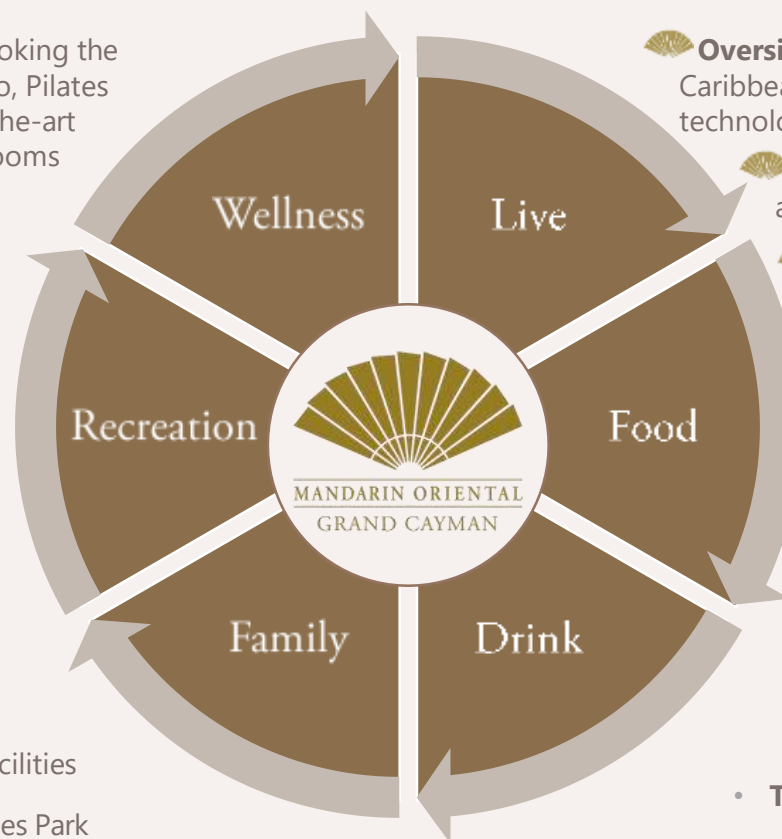 oking the
o, Pilates
he-art
ooms
Oversi
Caribbea
technolo
a
Wellness
Live
Recreation
Food
MANDARIN ORIENTAL
GRAND CAYMAN
Family
Drink
cilities
es Park
• T